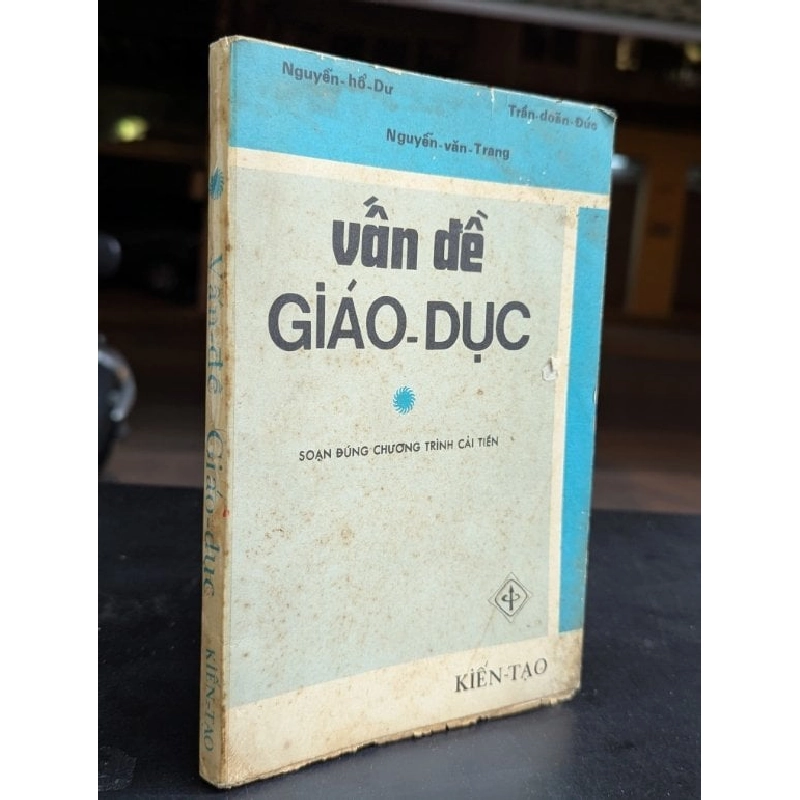 Nguyễn-hồ-Dư
Trần-doãn-Đức
Nguyễn-văn-Trang
vấn đề
GIÁO-DỤC
SOẠN ĐÚNG CHƯƠNG TRÌNH CẢI TIẾN
KIẾN-TẠO
Vấn-đề Giáo-dục KIẾN-TẠO